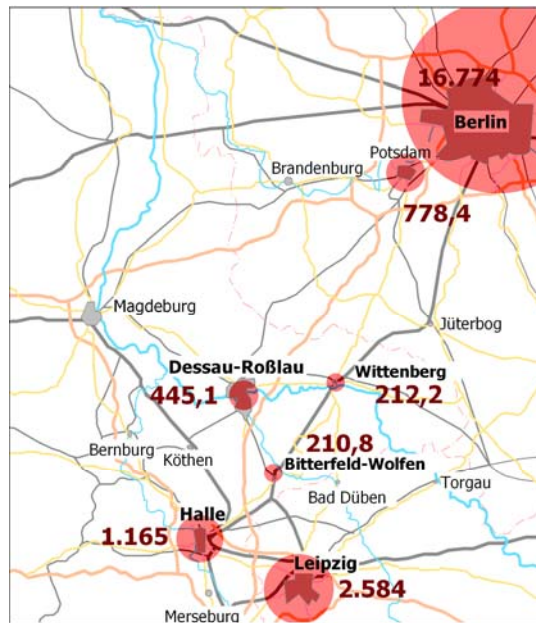 16.774
Berlin
Potsdam
Brandenburg
778,4
Magdeburg
Jüterbog
Dessau-Roßlau
Wittenberg
445,1
212,2
210,8
Bernburg
Köthen
Bitterfeld-Wolfen
Bad Düben
Torgau
Halle
1.165
Leipzig
2.584
Merseburg